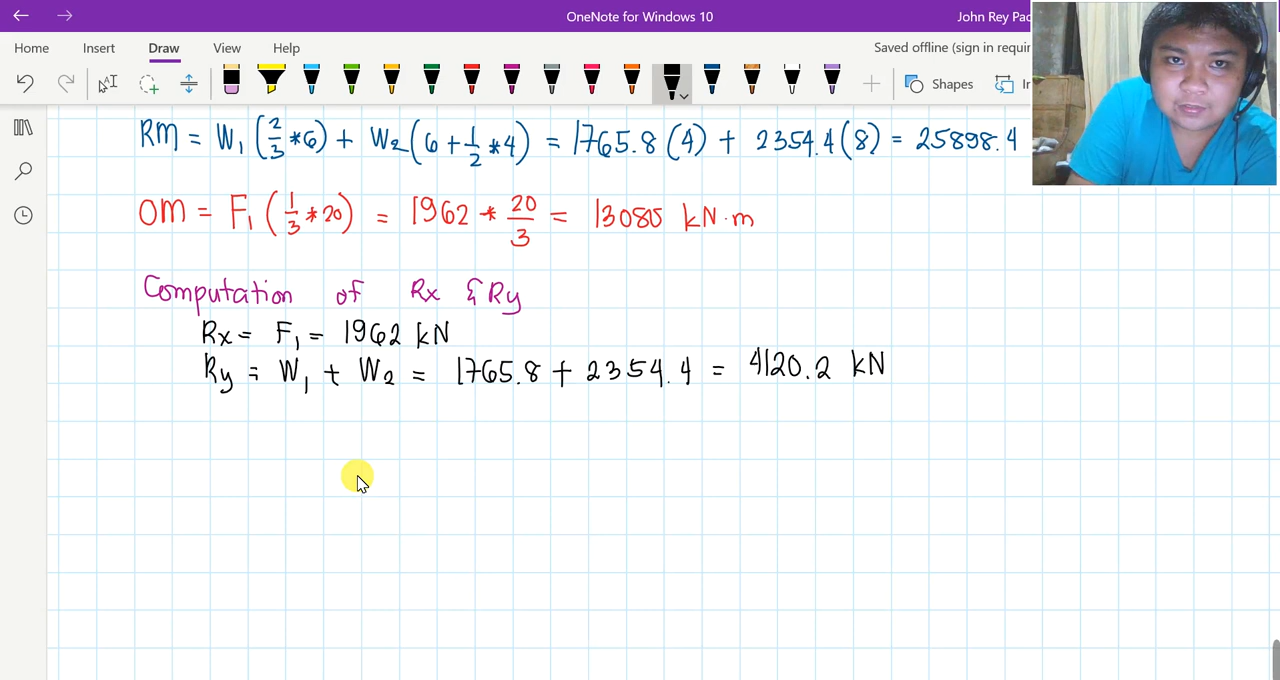 OneNote for Windows 10
John Rey Pac
Home Insert Draw View Help
Saved offline (sign in requir
Shapes
In
RM = W₁ (2/3 * 6) + W₂ (6 + 1/2 * 4) = 1765.8 (4) + 2354.4 (8) = 25898.4
OM = F₁ (1/3 * 20) = 1962 * 20/3 = 13080 kN·m
Computation of Rx & Ry
Rx = F₁ = 1962 kN
Ry = W₁ + W₂ = 1765.8 + 2354.4 = 4120.2 kN